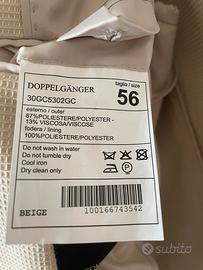 DOPPELGÄNGER
30GC5302GC
taglia / size
56
esterno / outer
87%POLIESTERE/POLYESTER -
13% VISCOSA/VISCOSE
fodera / lining
100%POLIESTERE/POLYESTER
Do not wash in water
Do not tumble dry
Cool iron
Dry clean only
BEIGE
100166743542
subito